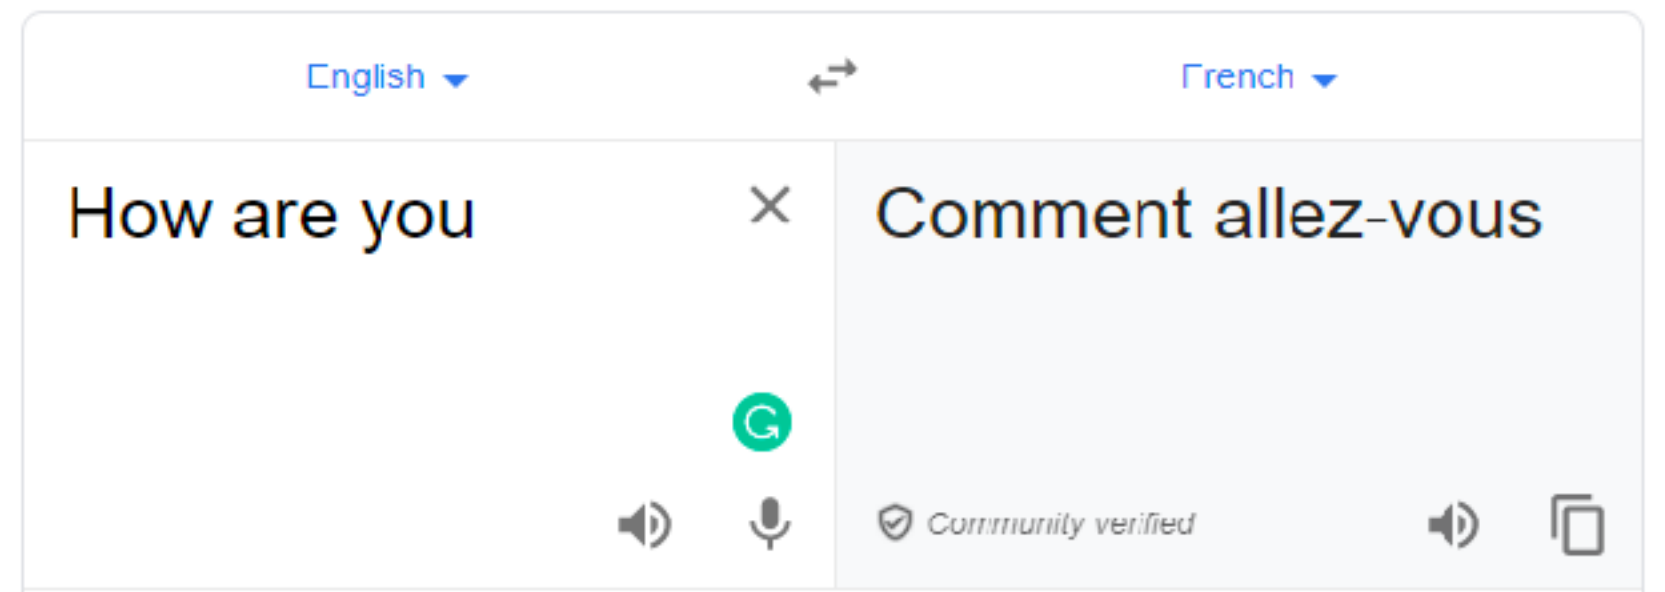 English
French
How are you
Comment allez-vous
Community verified